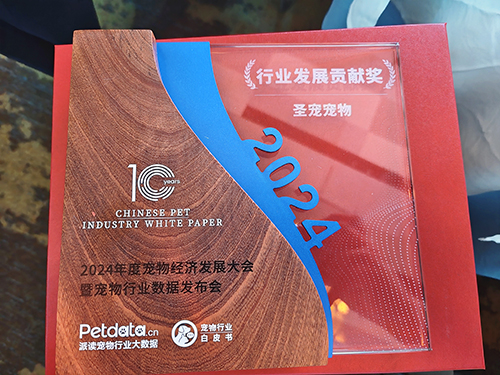 行业发展贡献奖
圣宠宠物
2024
10 years
CHINESE PET
INDUSTRY WHITE PAPER
2024年度宠物经济发展大会
暨宠物行业数据发布会
Petdata.cn
派读宠物行业大数据
宠物行业
白皮书